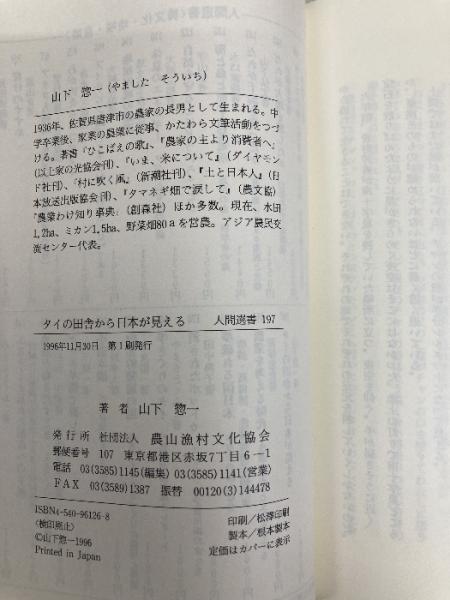 山下 惣一（やました そういち）
1936年、佐賀県唐津市の農家の長男として生まれる。中
学卒業後、家業の農業に従事、かたわら文筆活動をつづ
ける。著書『ひこばえの歌』、『農家の主より消費者へ』
（以上家の光協会刊）、『いま、米について』（ダイヤモン
ド社刊）、『村に吹く風』（新潮社刊）、『土と日本人』（日
本放送出版協会刊）、『タマネギ畑で涙して』（農文協）
『農業わけ知り事典』（創森社）ほか多数。現在、水田
1.2ha、ミカン1.5ha、野菜畑80aを営農。アジア農民交
流センター代表。
タイの田舎から日本が見える 人間選書 197
1996年11月30日 第1刷発行
著者 山下 惣一
発行所 社団法人 農山漁村文化協会
郵便番号 107 東京都港区赤坂7丁目6－1
電話 03(3585)1145(編集) 03(3585)1141(営業)
FAX 03(3589)1387 振替 00120(3)144478
ISBN4-540-96126-8
〈検印廃止〉
©山下惣一1996
Printed in Japan
印刷／松澤印刷
製本／根本製本
定価はカバーに表示